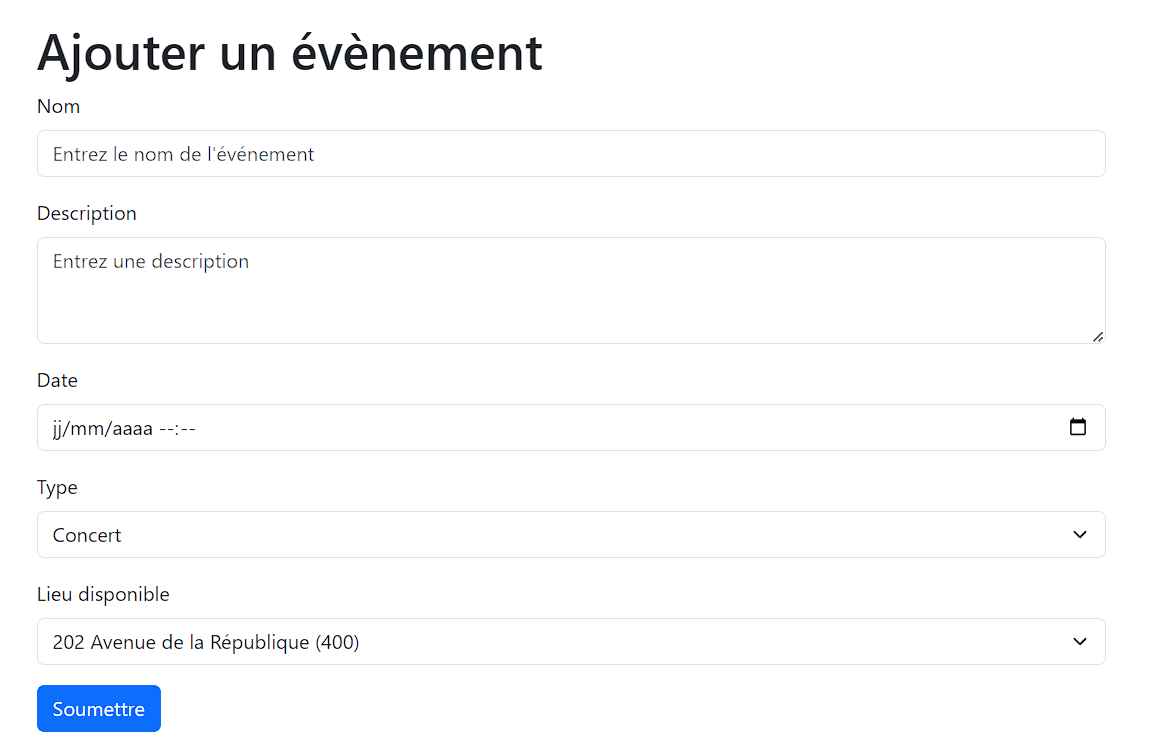 Ajouter un évènement
Nom
Entrez le nom de l'événement
Description
Entrez une description
Date
jj/mm/aaaa --:--
Type
Concert
Lieu disponible
202 Avenue de la République (400)
Soumettre